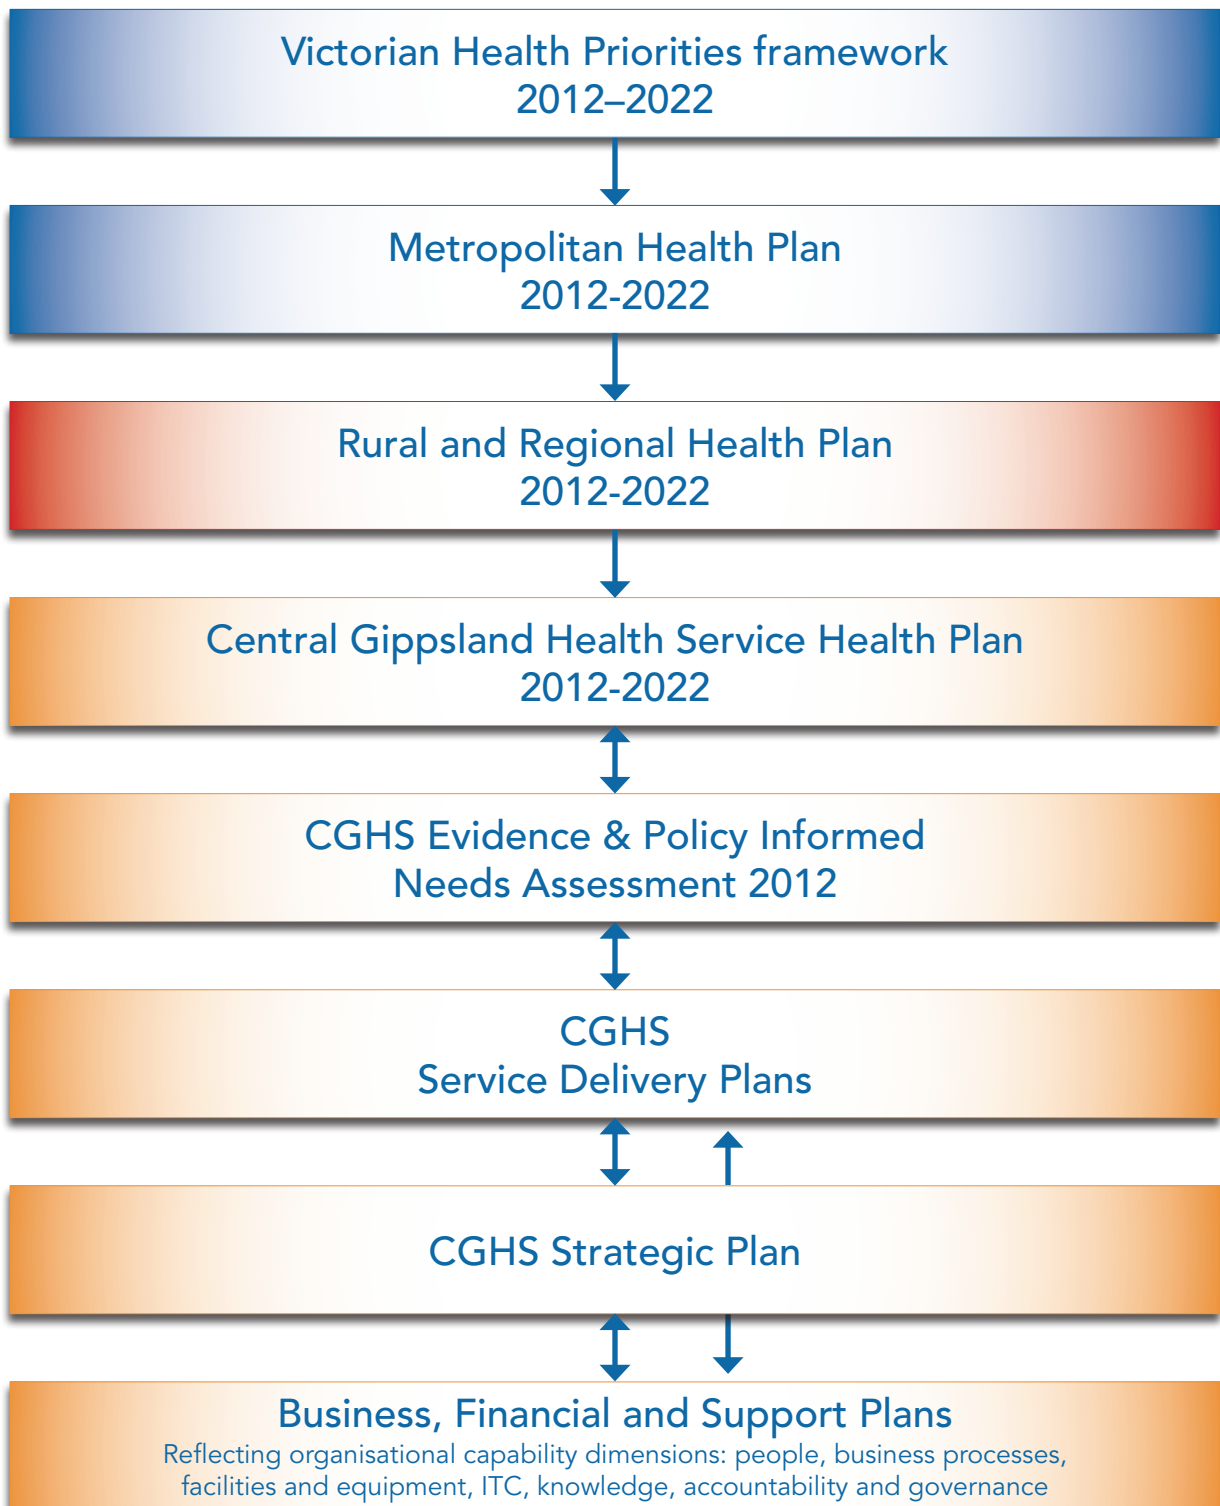 Victorian Health Priorities framework
2012–2022
Metropolitan Health Plan
2012-2022
Rural and Regional Health Plan
2012-2022
Central Gippsland Health Service Health Plan
2012-2022
CGHS Evidence & Policy Informed
Needs Assessment 2012
CGHS
Service Delivery Plans
CGHS Strategic Plan
Business, Financial and Support Plans
Reflecting organisational capability dimensions: people, business processes,
facilities and equipment, ITC, knowledge, accountability and governance